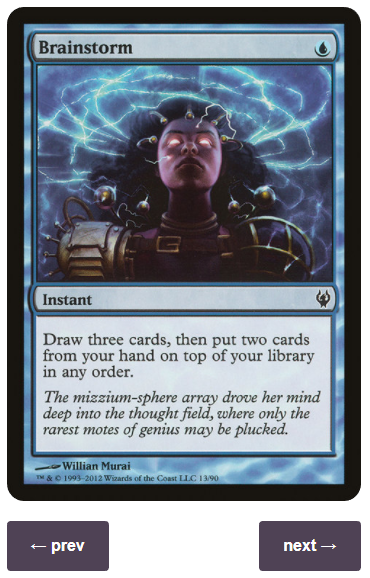 Brainstorm
Instant
Draw three cards, then put two cards
from your hand on top of your library
in any order.
The mizzium-sphere array drove her mind
deep into the thought field, where only the
rarest motes of genius may be plucked.
Willian Murai
™ & © 1993–2012 Wizards of the Coast LLC 13/90
← prev
next →